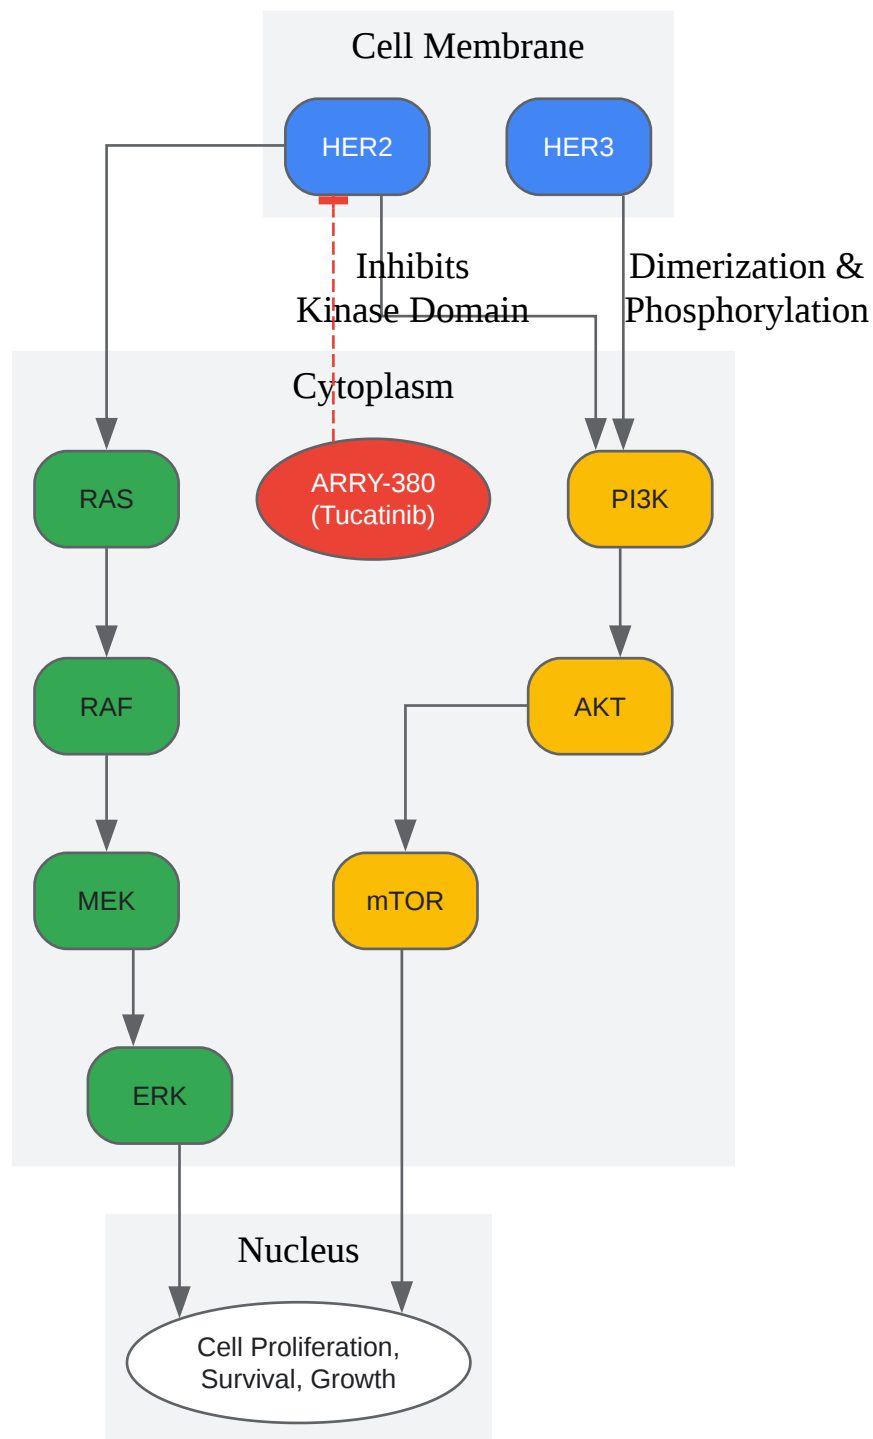 Cell Membrane
HER2
HER3
Inhibits
Kinase Domain
Dimerization &
Phosphorylation
Cytoplasm
RAS
ARRY-380
(Tucatinib)
PI3K
RAF
AKT
MEK
mTOR
ERK
Nucleus
Cell Proliferation,
Survival, Growth